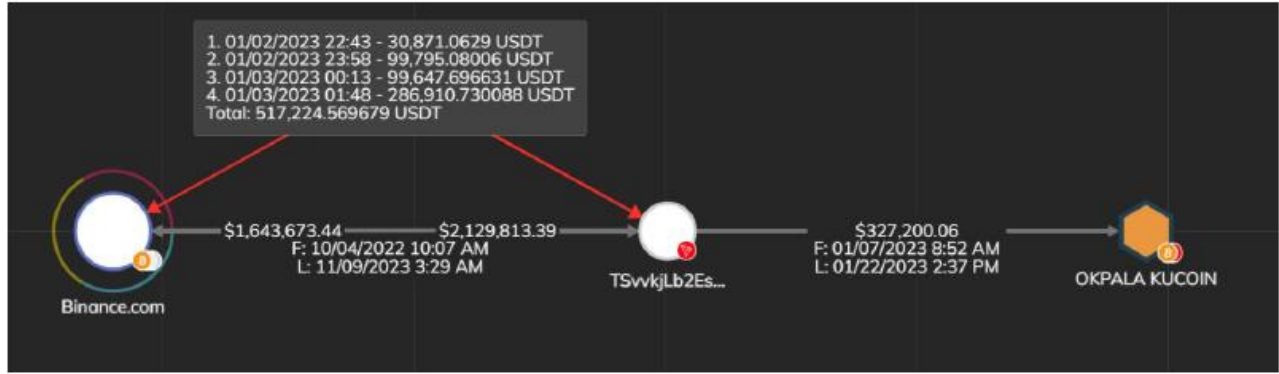 1. 01/02/2023 22:43 - 30,871.0629 USDT
2. 01/02/2023 23:58 - 99,795.08006 USDT
3. 01/03/2023 00:13 - 99,647.696631 USDT
4. 01/03/2023 01:48 - 286,910.730088 USDT
Total: 517,224.569679 USDT
$1,643,673.44 $2,129,813.39
F: 10/04/2022 10:07 AM
L: 11/09/2023 3:29 AM
$327,200.06
F: 01/07/2023 8:52 AM
L: 01/22/2023 2:37 PM
Binance.com
TSvvkjLb2Es...
OKPALA KUCOIN